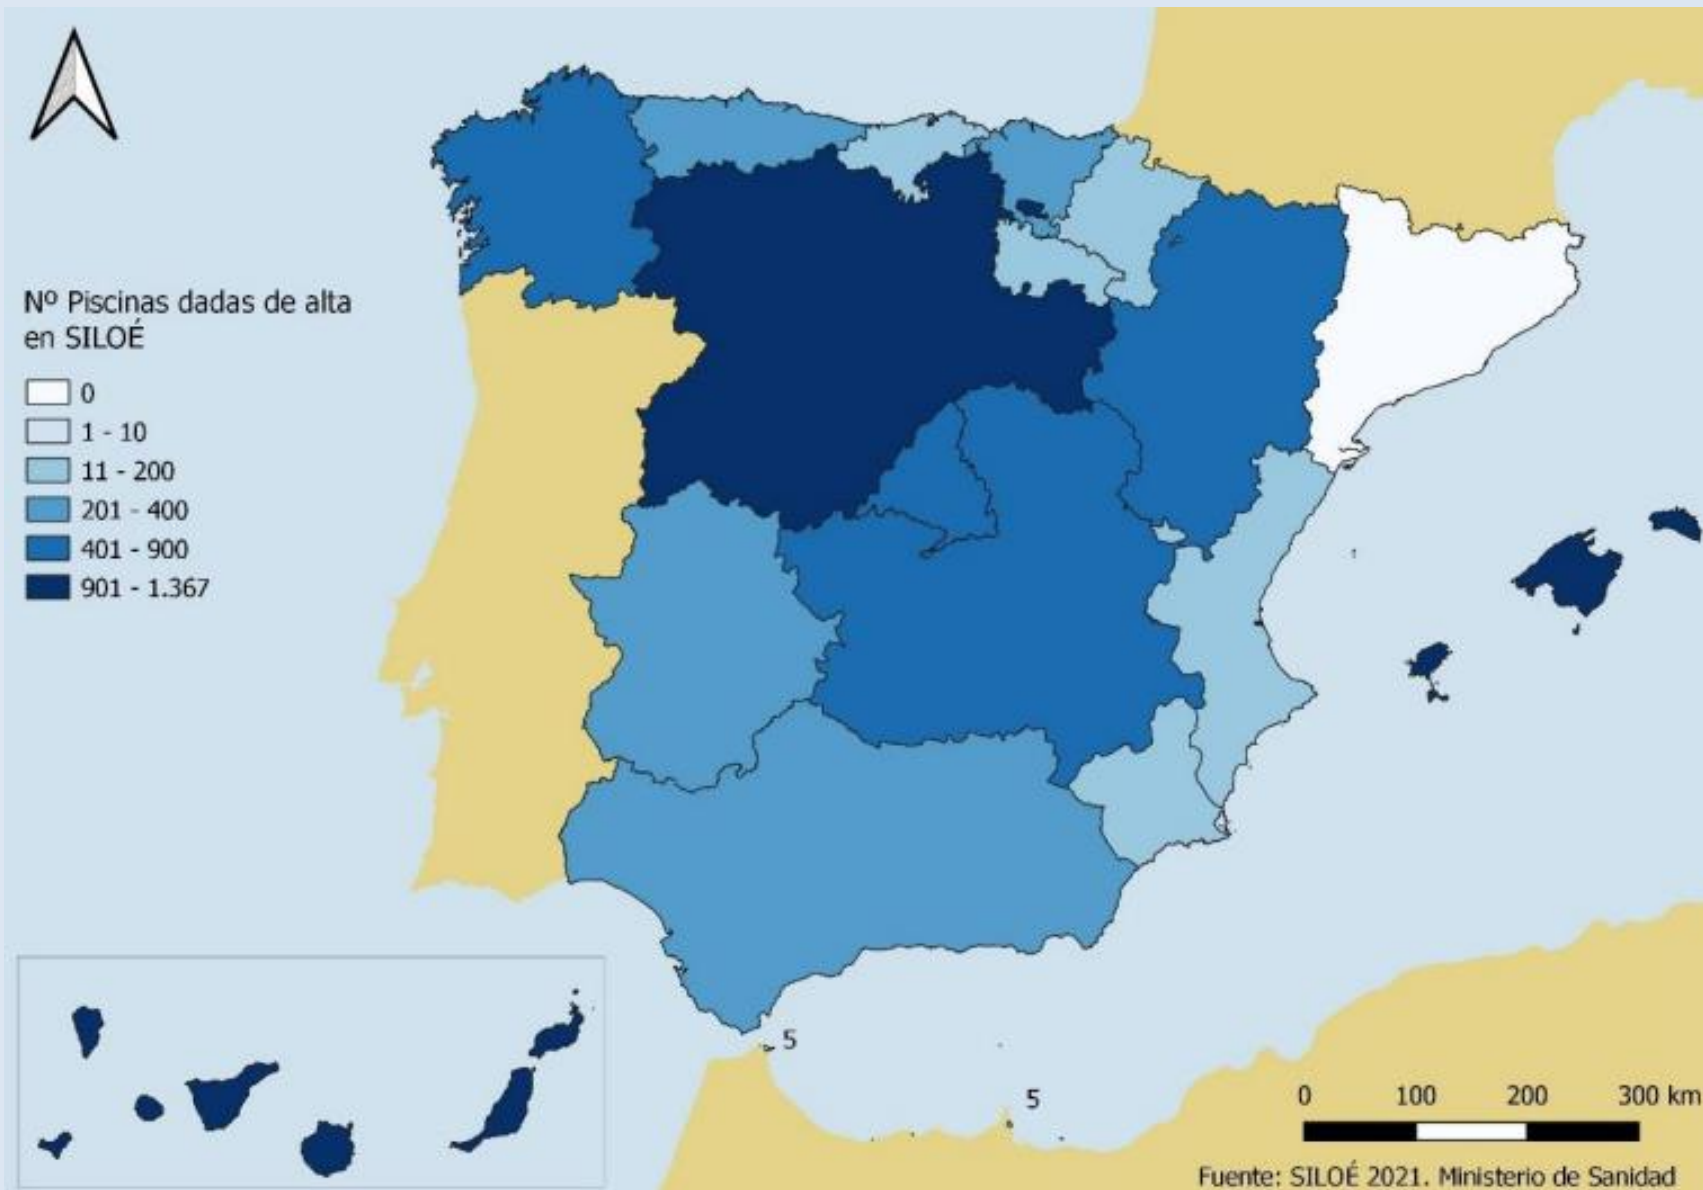 Nº Piscinas dadas de alta
en SILOÉ
0
1 - 10
11 - 200
201 - 400
401 - 900
901 - 1.367
5
5
0 100 200 300 km
Fuente: SILOÉ 2021. Ministerio de Sanidad